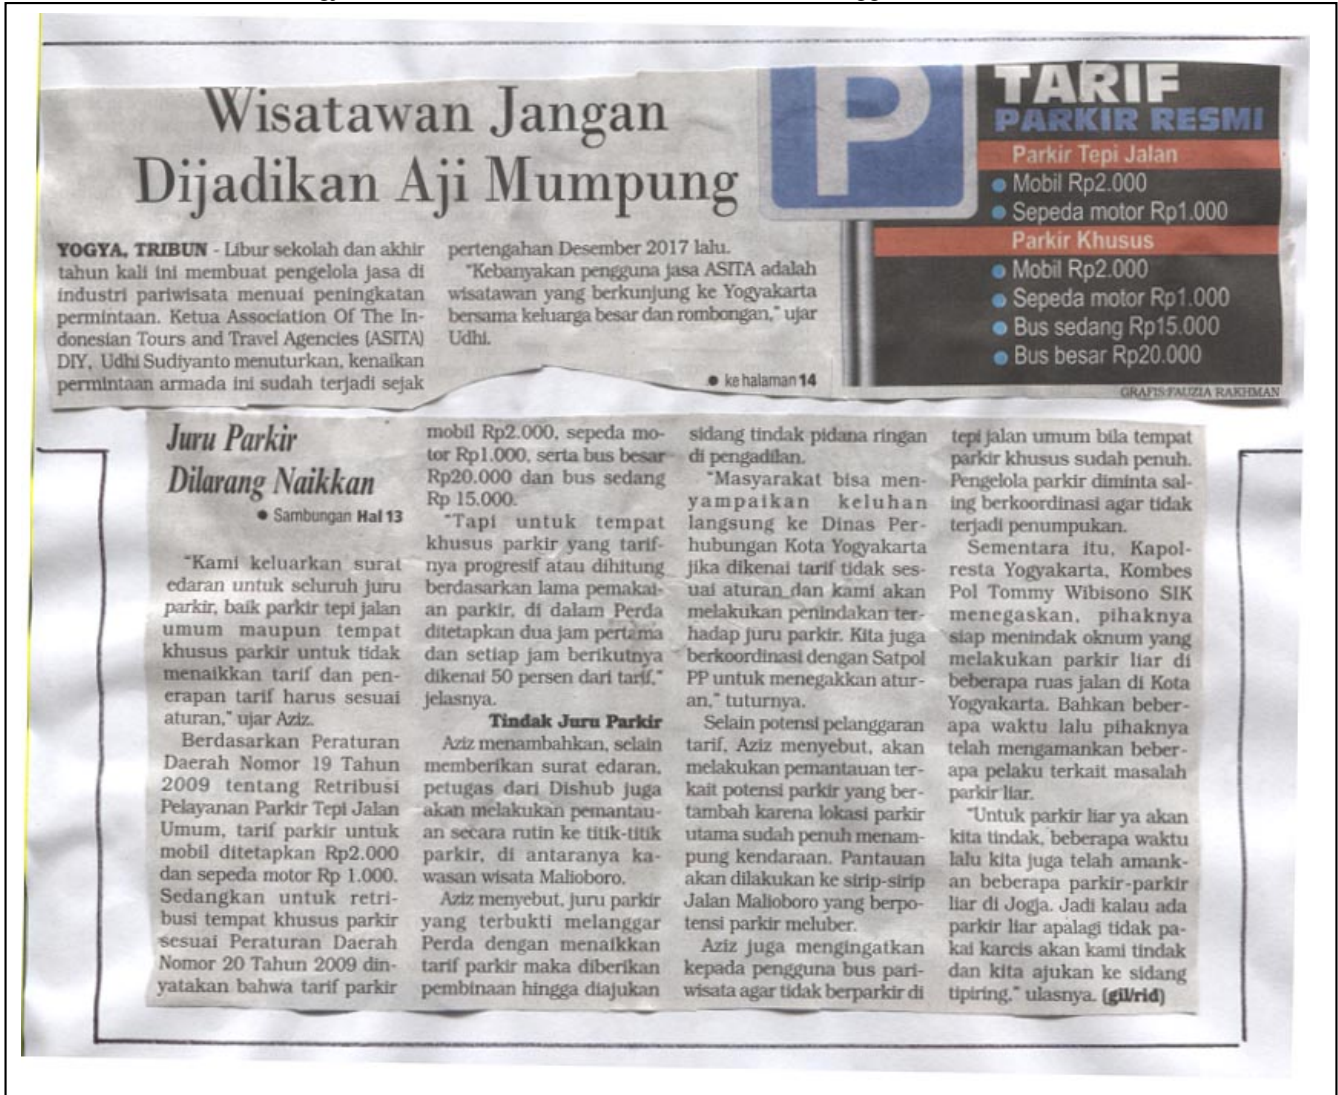 Wisatawan Jangan
Dijadikan Aji Mumpung
YOGYA, TRIBUN - Libur sekolah dan akhir
tahun kali ini membuat pengelola jasa di
industri pariwisata menuai peningkatan
permintaan. Ketua Association Of The In-
donesian Tours and Travel Agencies (ASITA)
DIY, Udhi Sudiyanto menuturkan, kenaikan
permintaan armada ini sudah terjadi sejak
pertengahan Desember 2017 lalu.
"Kebanyakan pengguna jasa ASITA adalah
wisatawan yang berkunjung ke Yogyakarta
bersama keluarga besar dan rombongan," ujar
Udhi.
● ke halaman 14
P
TARIF
PARKIR RESMI
Parkir Tepi Jalan
● Mobil Rp2.000
● Sepeda motor Rp1.000
Parkir Khusus
● Mobil Rp2.000
● Sepeda motor Rp1.000
● Bus sedang Rp15.000
● Bus besar Rp20.000
GRAFIS:FAUZIA RAKHMAN
Juru Parkir
Dilarang Naikkan
● Sambungan Hal 13
"Kami keluarkan surat
edaran untuk seluruh juru
parkir, baik parkir tepi jalan
umum maupun tempat
khusus parkir untuk tidak
menaikkan tarif dan pen-
erapan tarif harus sesuai
aturan," ujar Aziz.
Berdasarkan Peraturan
Daerah Nomor 19 Tahun
2009 tentang Retribusi
Pelayanan Parkir Tepi Jalan
Umum, tarif parkir untuk
mobil ditetapkan Rp2.000
dan sepeda motor Rp 1.000.
Sedangkan untuk retri-
busi tempat khusus parkir
sesuai Peraturan Daerah
Nomor 20 Tahun 2009 din-
yatakan bahwa tarif parkir
mobil Rp2.000, sepeda mo-
tor Rp1.000, serta bus besar
Rp20.000 dan bus sedang
Rp 15.000.
"Tapi untuk tempat
khusus parkir yang tarif-
nya progresif atau dihitung
berdasarkan lama pemakai-
an parkir, di dalam Perda
ditetapkan dua jam pertama
dan setiap jam berikutnya
dikenai 50 persen dari tarif,"
jelasnya.
Tindak Juru Parkir
Aziz menambahkan, selain
memberikan surat edaran,
petugas dari Dishub juga
akan melakukan pemantau-
an secara rutin ke titik-titik
parkir, di antaranya ka-
wasan wisata Malioboro.
Aziz menyebut, juru parkir
yang terbukti melanggar
Perda dengan menaikkan
tarif parkir maka diberikan
pembinaan hingga diajukan
sidang tindak pidana ringan
di pengadilan.
"Masyarakat bisa men-
yampaikan keluhan
langsung ke Dinas Per-
hubungan Kota Yogyakarta
jika dikenai tarif tidak ses-
uai aturan dan kami akan
melakukan penindakan ter-
hadap juru parkir. Kita juga
berkoordinasi dengan Satpol
PP untuk menegakkan atur-
an," tuturnya.
Selain potensi pelanggaran
tarif, Aziz menyebut, akan
melakukan pemantauan ter-
kait potensi parkir yang ber-
tambah karena lokasi parkir
utama sudah penuh menam-
pung kendaraan. Pantauan
akan dilakukan ke sirip-sirip
Jalan Malioboro yang berpo-
tensi parkir meluber.
Aziz juga mengingatkan
kepada pengguna bus pari-
wisata agar tidak berparkir di
tepi jalan umum bila tempat
parkir khusus sudah penuh.
Pengelola parkir diminta sal-
ing berkoordinasi agar tidak
terjadi penumpukan.
Sementara itu, Kapol-
resta Yogyakarta, Kombes
Pol Tommy Wibisono SIK
menegaskan, pihaknya
siap menindak oknum yang
melakukan parkir liar di
beberapa ruas jalan di Kota
Yogyakarta. Bahkan beber-
apa waktu lalu pihaknya
telah mengamankan beber-
apa pelaku terkait masalah
parkir liar.
"Untuk parkir liar ya akan
kita tindak, beberapa waktu
lalu kita juga telah amank-
an beberapa parkir-parkir
liar di Jogja. Jadi kalau ada
parkir liar apalagi tidak pa-
kai karcis akan kami tindak
dan kita ajukan ke sidang
tipiring," ulasnya. (gil/rid)